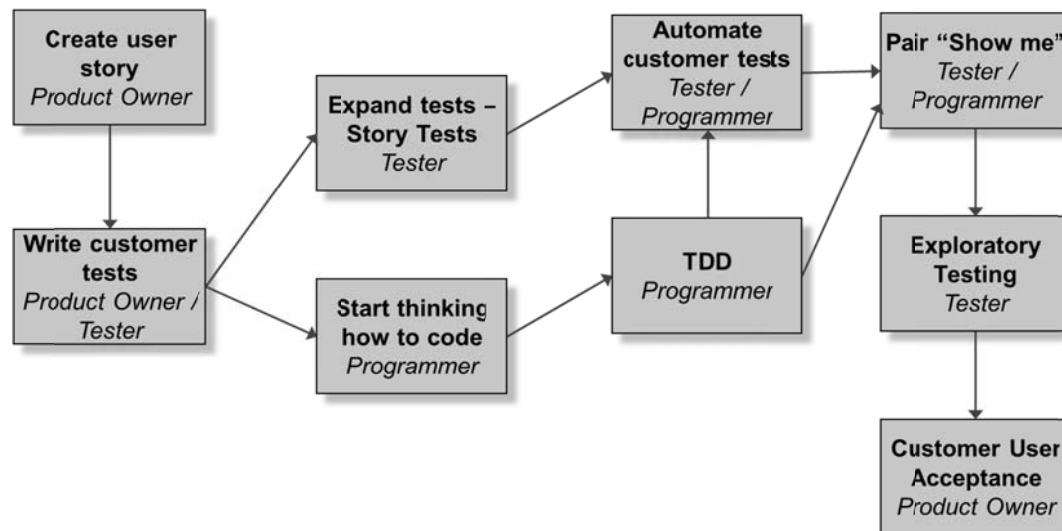 Create user
story
Product Owner
Write customer
tests
Product Owner /
Tester
Expand tests –
Story Tests
Tester
Start thinking
how to code
Programmer
Automate
customer tests
Tester /
Programmer
TDD
Programmer
Pair “Show me”
Tester /
Programmer
Exploratory
Testing
Tester
Customer User
Acceptance
Product Owner